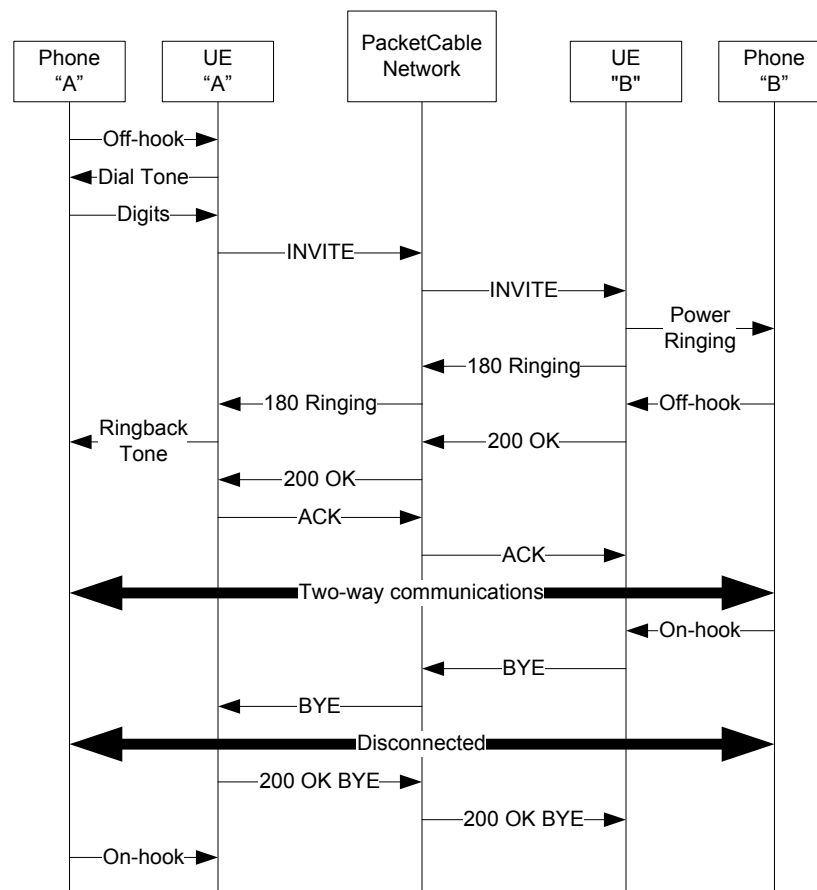 Phone
“A”
UE
“A”
PacketCable
Network
UE
"B"
Phone
“B”
Off-hook
Dial Tone
Digits
INVITE
INVITE
Power
Ringing
180 Ringing
180 Ringing
Off-hook
Ringback
Tone
200 OK
200 OK
ACK
ACK
Two-way communications
On-hook
BYE
BYE
Disconnected
200 OK BYE
200 OK BYE
On-hook